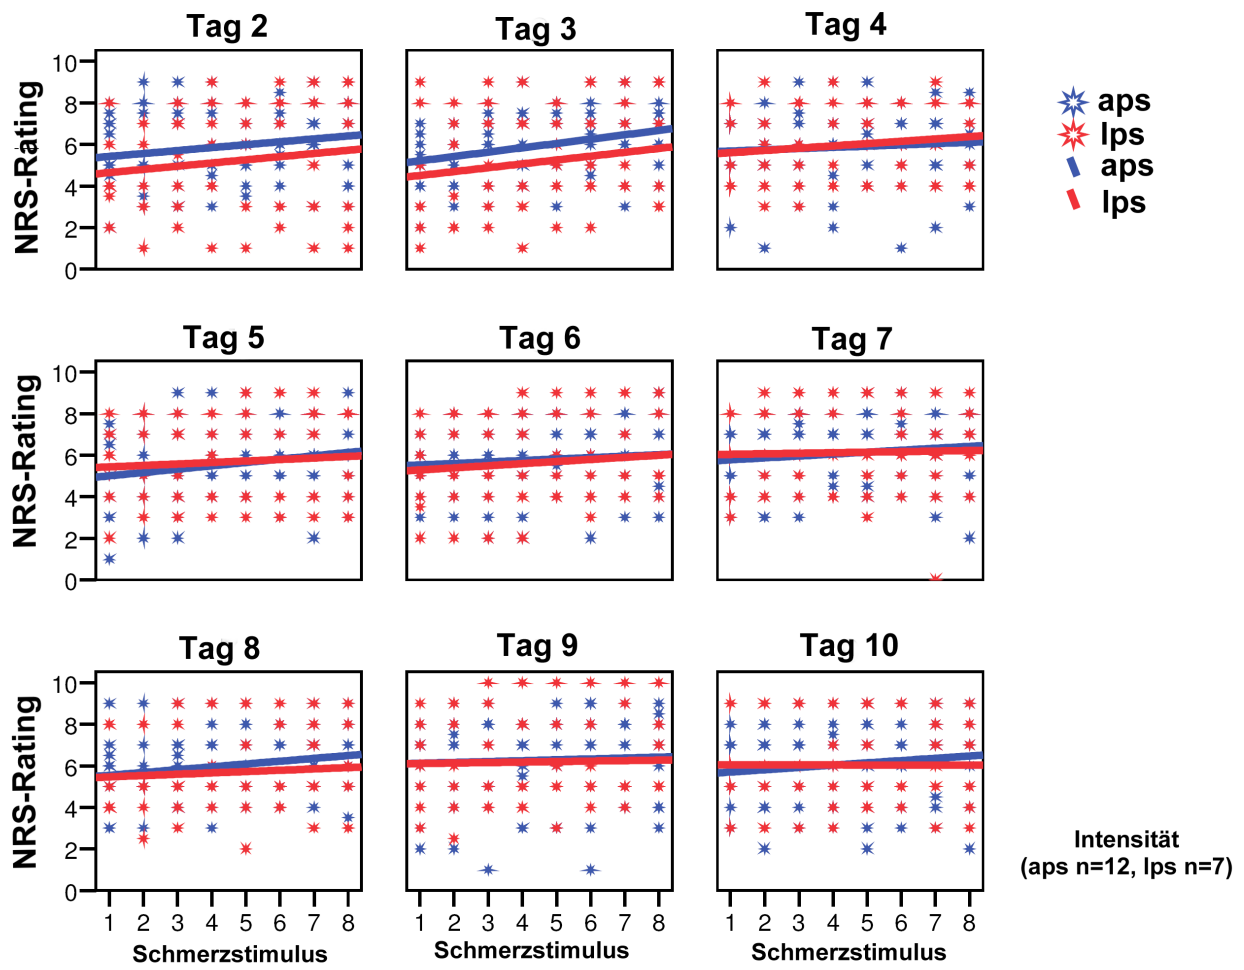 Tag 2
Tag 3
Tag 4
NRS-Rating
10
8
6
4
2
0
aps
lps
aps
lps
Tag 5
Tag 6
Tag 7
NRS-Rating
10
8
6
4
2
0
Tag 8
Tag 9
Tag 10
NRS-Rating
10
8
6
4
2
0
1 2 3 4 5 6 7 8
1 2 3 4 5 6 7 8
1 2 3 4 5 6 7 8
Schmerzstimulus
Schmerzstimulus
Schmerzstimulus
Intensität
(aps n=12, lps n=7)